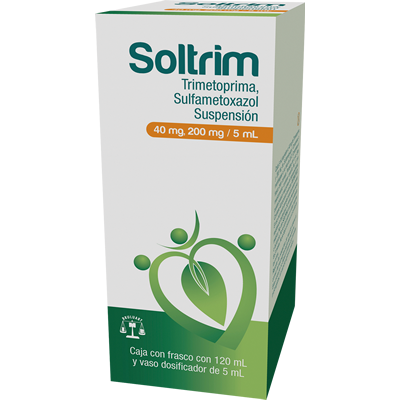 Soltrim
Trimetoprima,
Sulfametoxazol
Suspensión
40 mg, 200 mg / 5 mL
Caja con frasco con 120 mL
y vaso dosificador de 5 mL